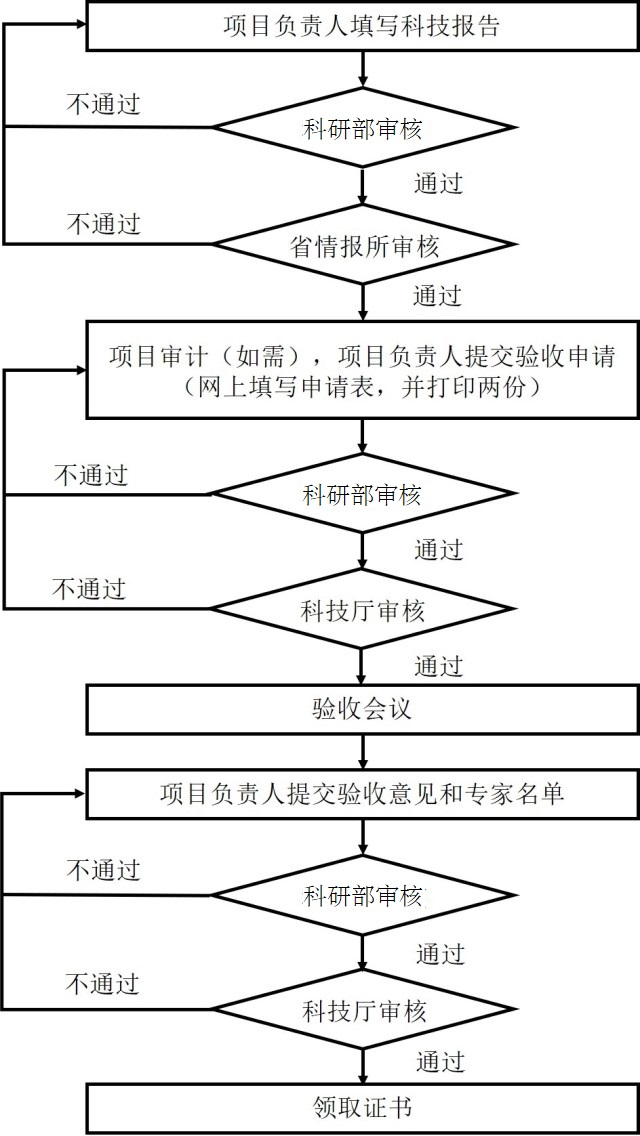 项目负责人填写科技报告
不通过
科研部审核
通过
不通过
省情报所审核
通过
项目审计（如需），项目负责人提交验收申请
（网上填写申请表，并打印两份）
不通过
科研部审核
通过
不通过
科技厅审核
通过
验收会议
项目负责人提交验收意见和专家名单
不通过
科研部审核
通过
不通过
科技厅审核
通过
领取证书